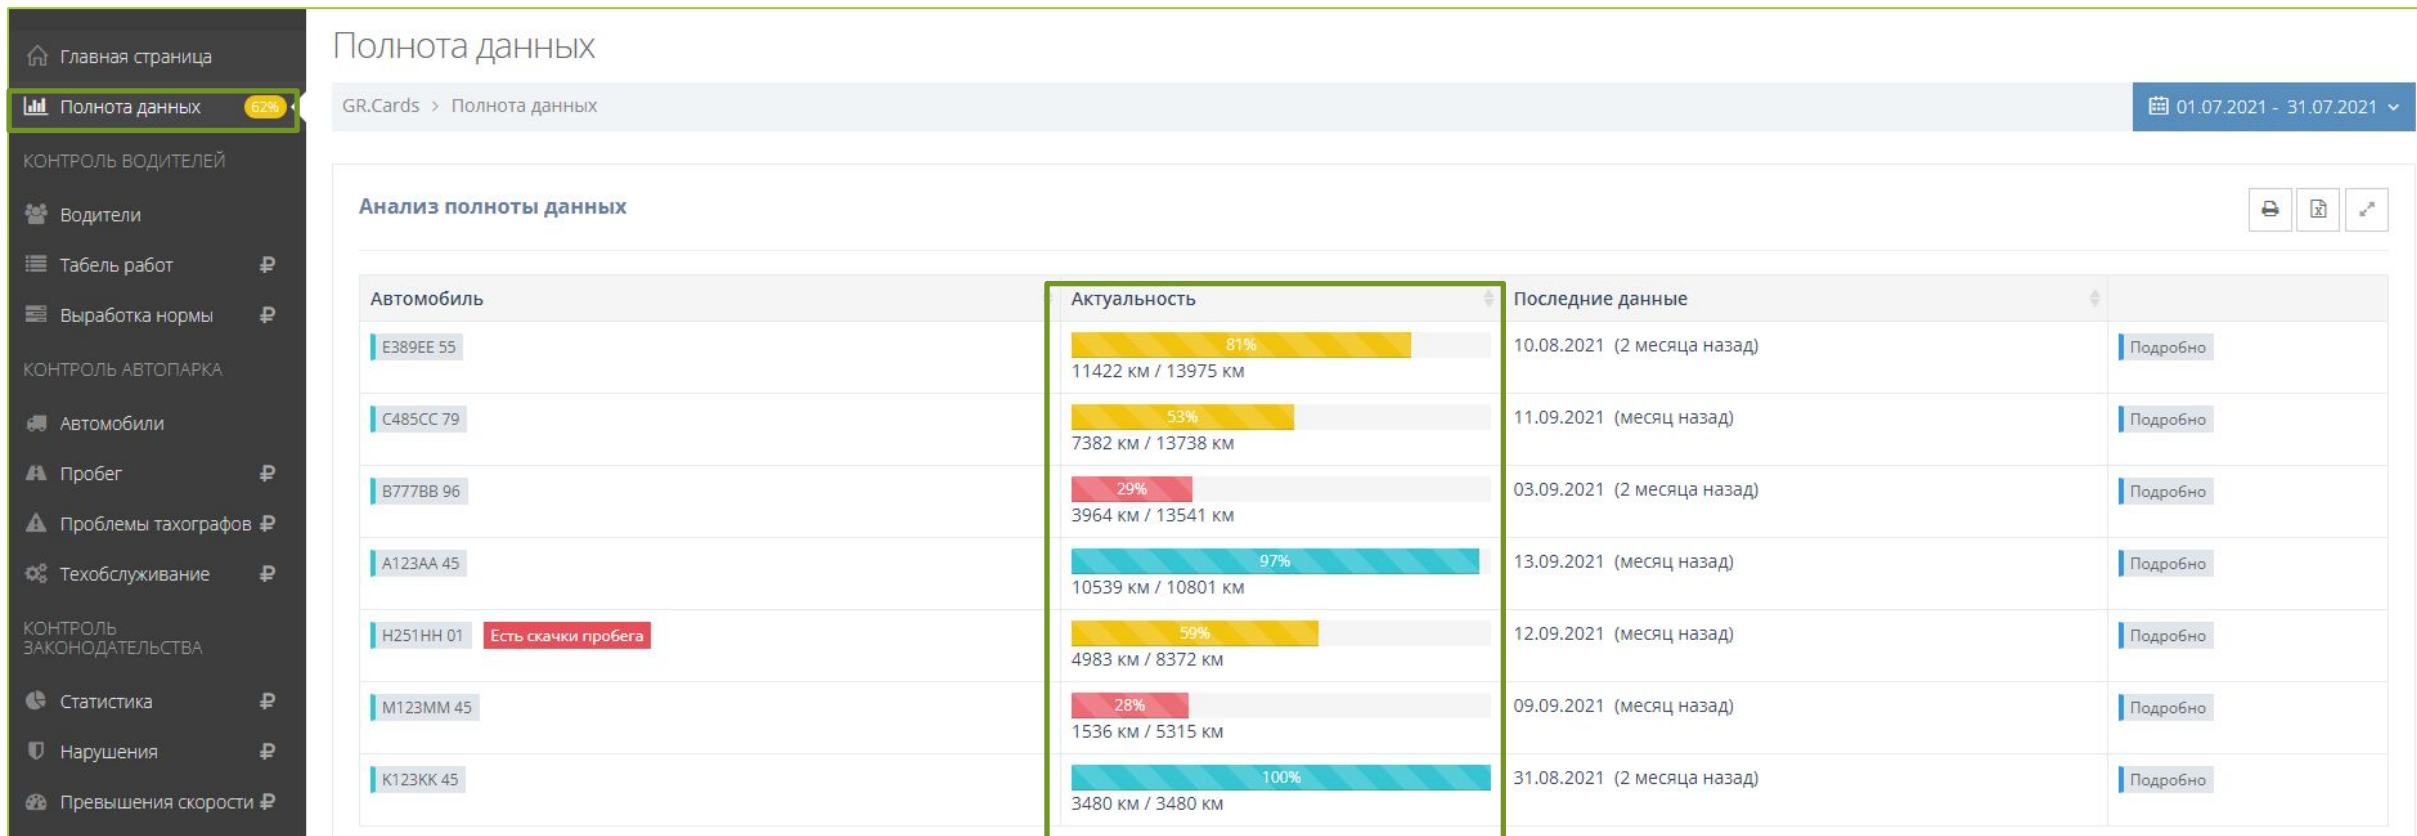 Главная страница
Полнота данных 62%
КОНТРОЛЬ ВОДИТЕЛЕЙ
Водители
Табель работ ₽
Выработка нормы ₽
КОНТРОЛЬ АВТОПАРКА
Автомобили
Пробег ₽
Проблемы тахографов ₽
Техобслуживание ₽
КОНТРОЛЬ
ЗАКОНОДАТЕЛЬСТВА
Статистика ₽
Нарушения ₽
Превышения скорости ₽
Полнота данных
GR.Cards > Полнота данных
01.07.2021 - 31.07.2021
Анализ полноты данных
Автомобиль Актуальность Последние данные
Е389ЕЕ 55 81% 10.08.2021 (2 месяца назад) Подробно
11422 км / 13975 км
С485СС 79 53% 11.09.2021 (месяц назад) Подробно
7382 км / 13738 км
В777ВВ 96 29% 03.09.2021 (2 месяца назад) Подробно
3964 км / 13541 км
А123АА 45 97% 13.09.2021 (месяц назад) Подробно
10539 км / 10801 км
Н251НН 01 Есть скачки пробега 59% 12.09.2021 (месяц назад) Подробно
4983 км / 8372 км
М123ММ 45 28% 09.09.2021 (месяц назад) Подробно
1536 км / 5315 км
К123КК 45 100% 31.08.2021 (2 месяца назад) Подробно
3480 км / 3480 км